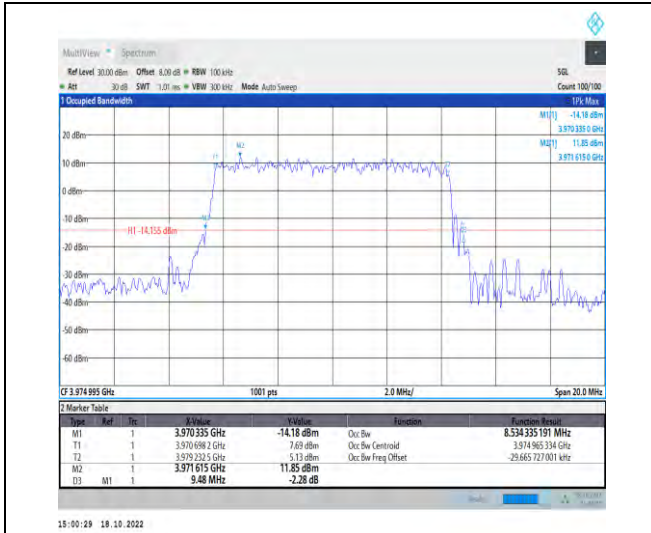 MultiView Spectrum
Ref Level 30.00 dBm Offset 8.09 dB RBW 100 kHz SGL
Att 30 dB SWT 1.01 ms VBW 300 kHz Mode Auto Sweep Count 100/100
1 Occupied Bandwidth 1Pk Max
M1[1] -14.18 dBm
3.970 335 0 GHz
M2[1] 11.85 dBm
3.971 615 0 GHz
20 dBm
M2
T1
10 dBm
0 dBm
-10 dBm
H1 -14.155 dBm
-30 dBm
-40 dBm
-50 dBm
-60 dBm
CF 3.974 995 GHz 1001 pts 2.0 MHz/ Span 20.0 MHz
2 Marker Table
Type Ref Trc X-Value Y-Value Function Function Result
M1 1 3.970 335 GHz -14.18 dBm Occ Bw 8.534 335 191 MHz
T1 1 3.970 698 2 GHz 7.69 dBm Occ Bw Centroid 3.974 965 334 GHz
T2 1 3.979 232 5 GHz 5.13 dBm Occ Bw Freq Offset -29.665 727 001 kHz
M2 1 3.971 615 GHz 11.85 dBm
D3 M1 1 9.48 MHz -2.28 dB
15:00:29 18.10.2022